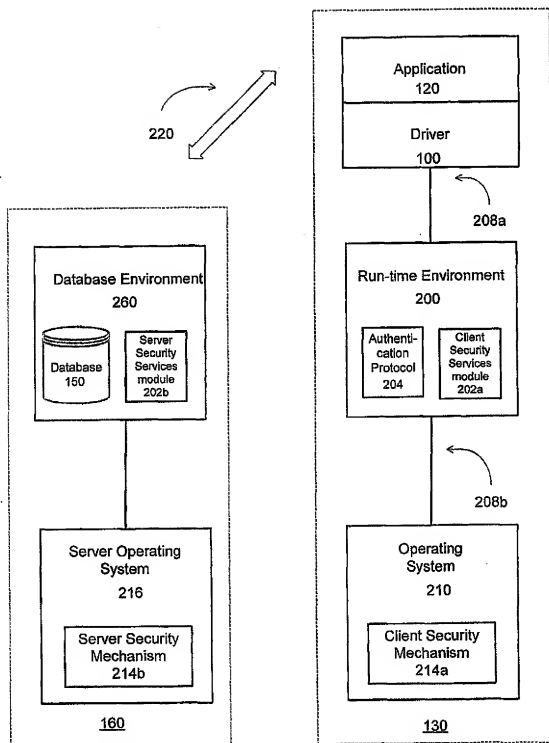 Application
120
Driver
100
220
208a
Database Environment
260
Database
150
Server
Security
Services
module
202b
Run-time Environment
200
Authenti-
cation
Protocol
204
Client
Security
Services
module
202a
208b
Server Operating
System
216
Server Security
Mechanism
214b
160
Operating
System
210
Client Security
Mechanism
214a
130